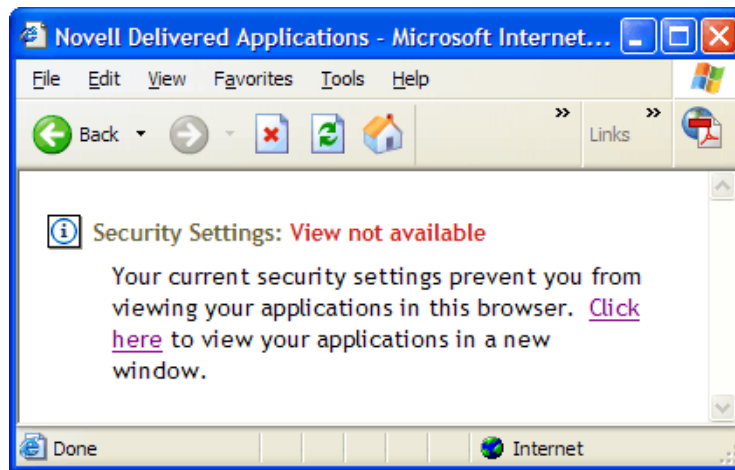 Novell Delivered Applications - Microsoft Internet...
File Edit View Favorites Tools Help
Back Links
Security Settings: View not available
Your current security settings prevent you from
viewing your applications in this browser. Click
here to view your applications in a new
window.
Done Internet